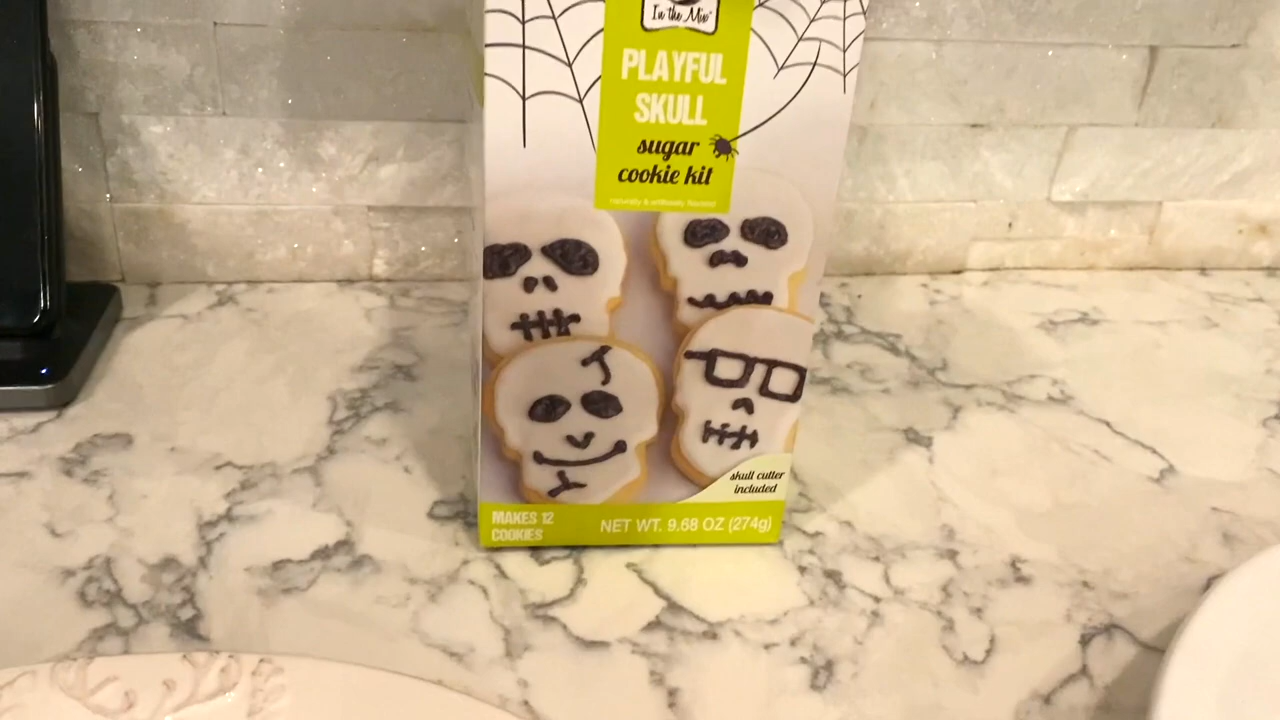 In the Mix
PLAYFUL
SKULL
sugar
cookie kit
naturally & artificially flavored
skull cutter
included
MAKES 12
COOKIES
NET WT. 9.68 OZ (274g)